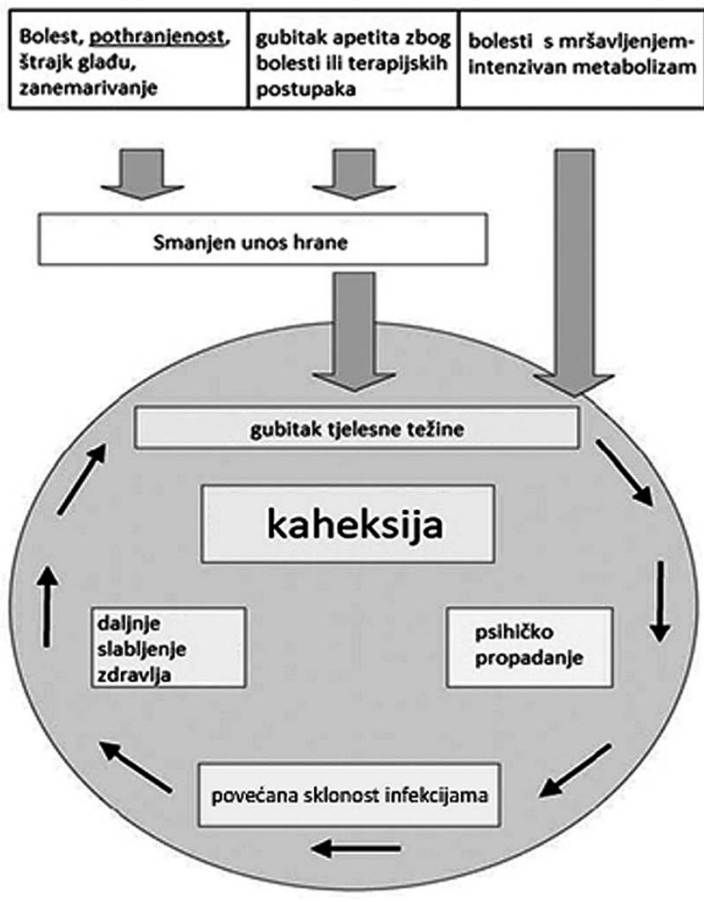 Bolest, pothranjenost,
štrajk glađu,
zanemarivanje
gubitak apetita zbog
bolesti ili terapijskih
postupaka
bolesti s mršavljenjem-
intenzivan metabolizam
Smanjen unos hrane
gubitak tjelesne težine
kaheksija
daljnje
slabljenje
zdravlja
psihičko
propadanje
povećana sklonost infekcijama